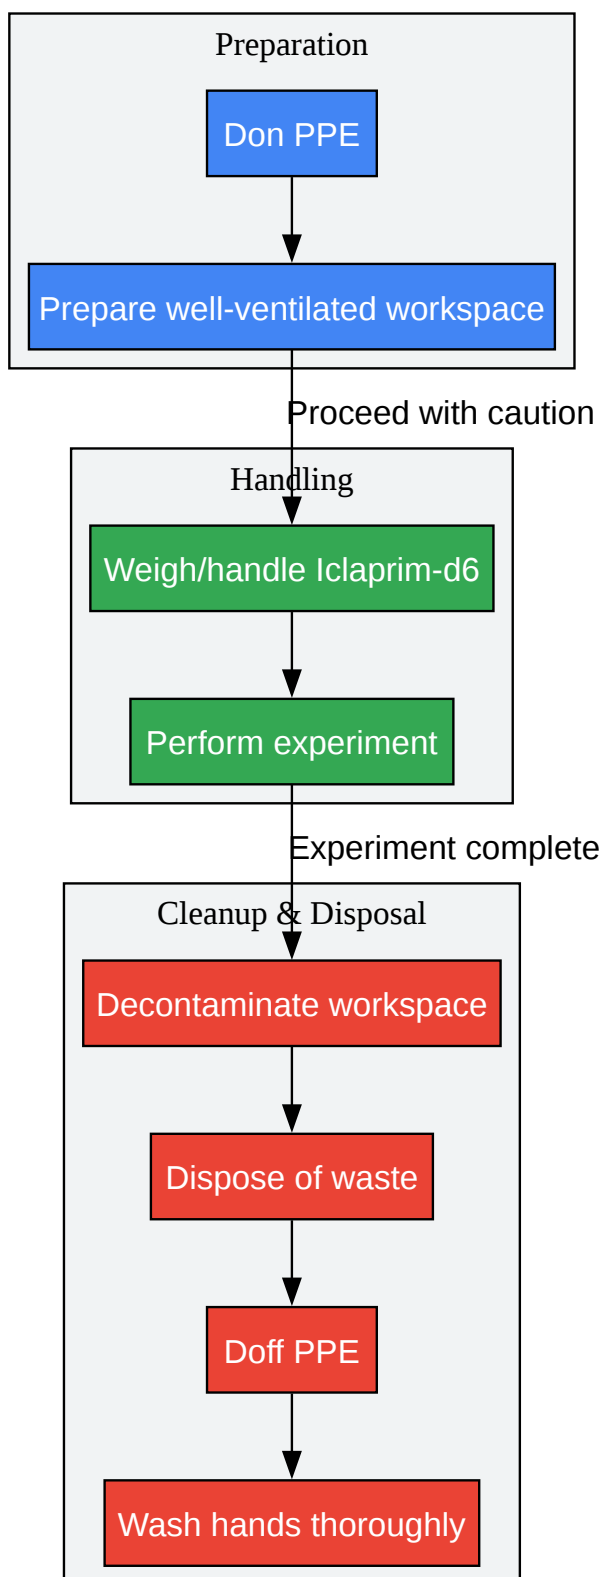 Preparation
Don PPE
Prepare well-ventilated workspace
Proceed with caution
Handling
Weigh/handle Iclaprim-d6
Perform experiment
Experiment complete
Cleanup & Disposal
Decontaminate workspace
Dispose of waste
Doff PPE
Wash hands thoroughly